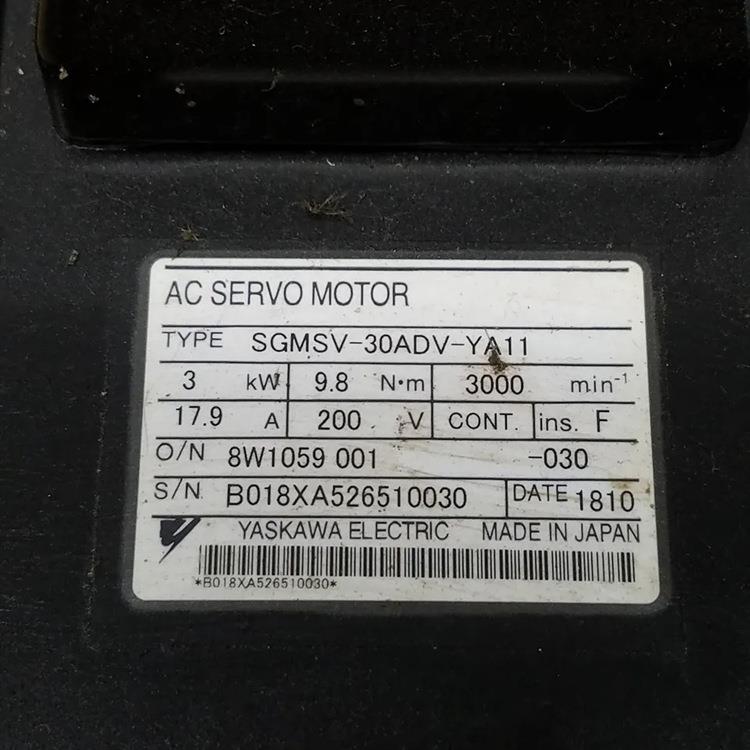 AC SERVO MOTOR
TYPE SGMSV-30ADV-YA11
3 kW 9.8 N·m 3000 min⁻¹
17.9 A 200 V CONT. ins. F
O/N 8W1059 001 -030
S/N B018XA526510030 DATE 1810
YASKAWA ELECTRIC MADE IN JAPAN
*B018XA526510030*